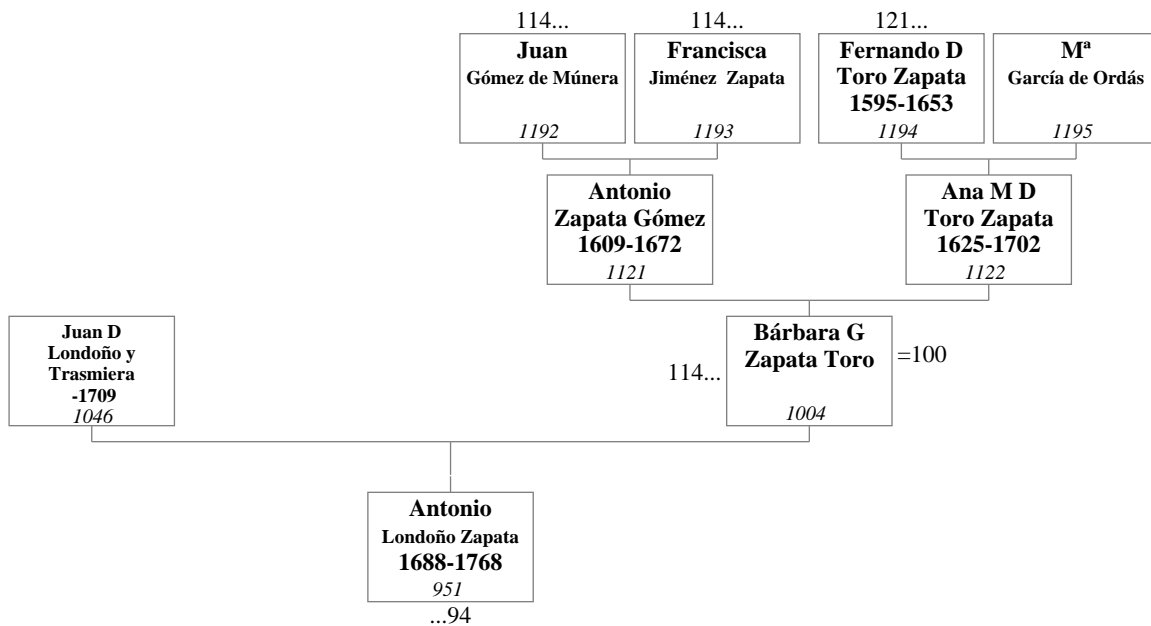 114...
114...
121...
Juan
Gómez de Múnera
1192
Francisca
Jiménez Zapata
1193
Fernando D
Toro Zapata
1595-1653
1194
Mª
García de Ordás
1195
Antonio
Zapata Gómez
1609-1672
1121
Ana M D
Toro Zapata
1625-1702
1122
Juan D
Londoño y
Trasmiera
-1709
1046
114...
Bárbara G
Zapata Toro
1004
=100
Antonio
Londoño Zapata
1688-1768
951
...94